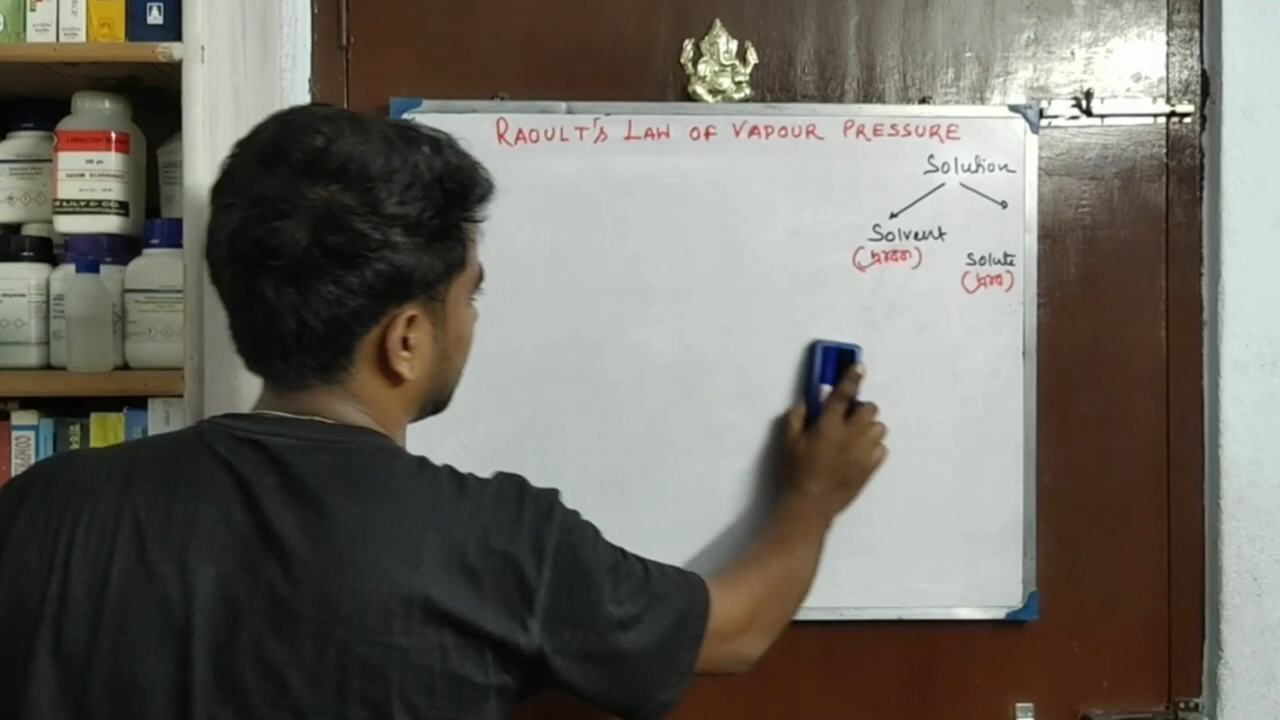 RAOULT'S LAW OF VAPOUR PRESSURE
Solution
Solvent
(দ্রাবক)
Solute
(দ্রাব)